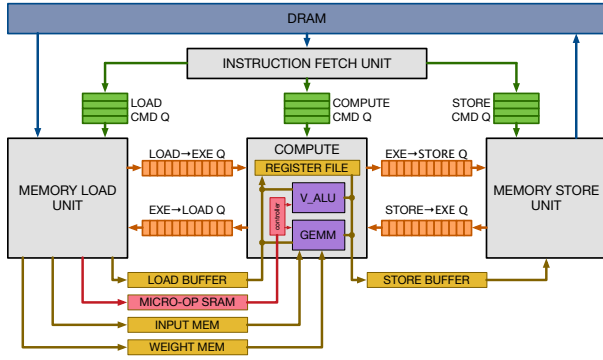 DRAM
INSTRUCTION FETCH UNIT
LOAD
CMD Q
COMPUTE
CMD Q
STORE
CMD Q
MEMORY LOAD
UNIT
LOAD→EXE Q
EXE→LOAD Q
COMPUTE
REGISTER FILE
controller
V_ALU
GEMM
EXE→STORE Q
STORE→EXE Q
MEMORY STORE
UNIT
LOAD BUFFER
STORE BUFFER
MICRO-OP SRAM
INPUT MEM
WEIGHT MEM